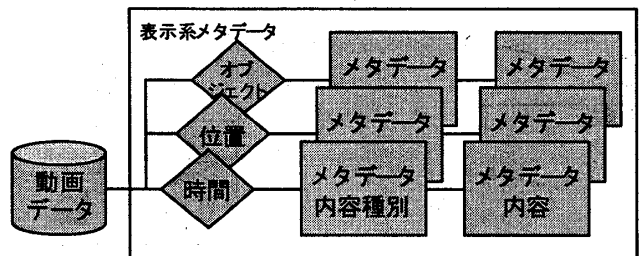 表示系メタデータ
オブ
ジェクト
メタデータ
メタデータ
位置
メタデータ
メタデータ
動画
データ
時間
メタデータ
内容種別
メタデータ
内容